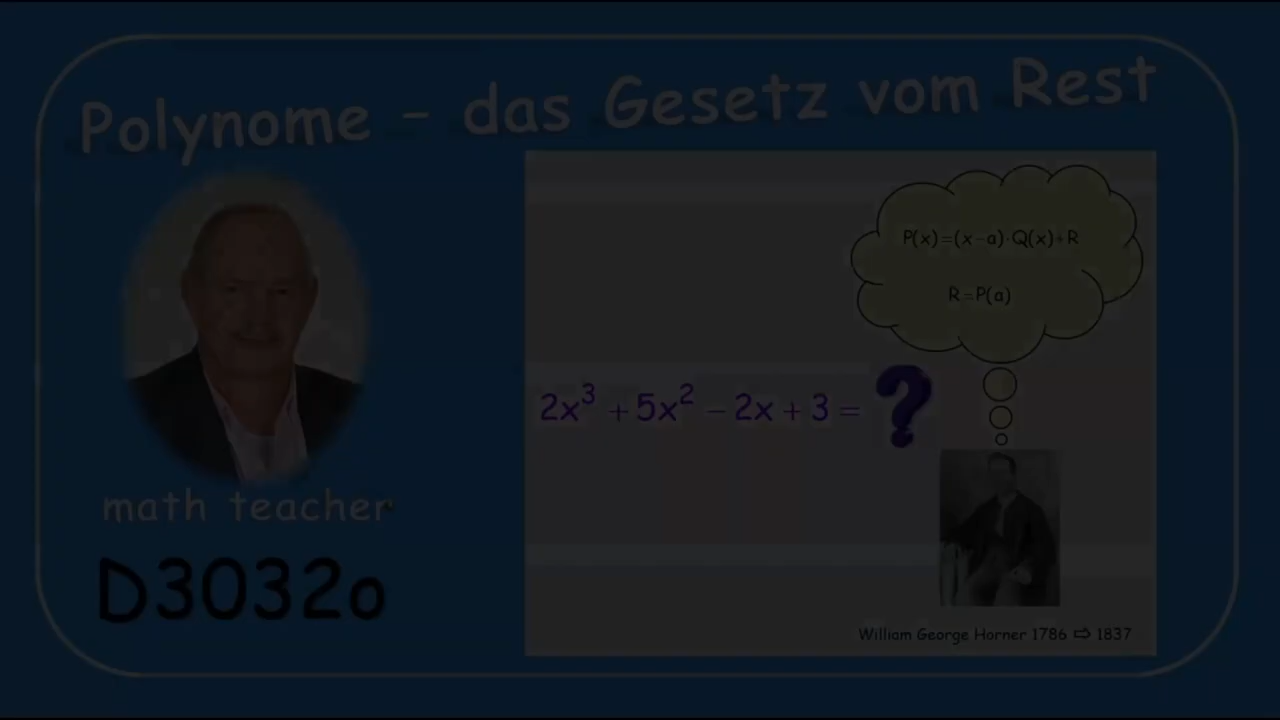 Polynome - das Gesetz vom Rest
P(x)=(x-a)·Q(x)+R
R=P(a)
2x³ + 5x² - 2x + 3 = ?
math teacher
D3032o
William George Horner 1786 ⇨ 1837